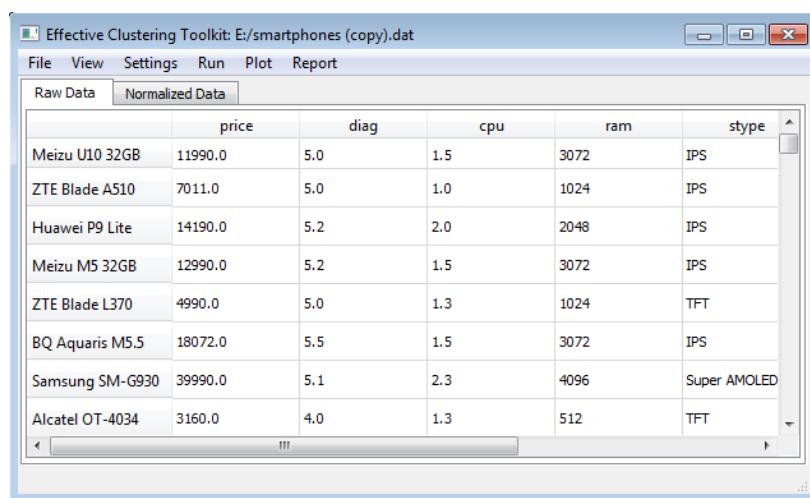 Effective Clustering Toolkit: E:/smartphones (copy).dat
File View Settings Run Plot Report
Raw Data Normalized Data
price diag cpu ram stype
Meizu U10 32GB 11990.0 5.0 1.5 3072 IPS
ZTE Blade A510 7011.0 5.0 1.0 1024 IPS
Huawei P9 Lite 14190.0 5.2 2.0 2048 IPS
Meizu M5 32GB 12990.0 5.2 1.5 3072 IPS
ZTE Blade L370 4990.0 5.0 1.3 1024 TFT
BQ Aquaris M5.5 18072.0 5.5 1.5 3072 IPS
Samsung SM-G930 39990.0 5.1 2.3 4096 Super AMOLED
Alcatel OT-4034 3160.0 4.0 1.3 512 TFT